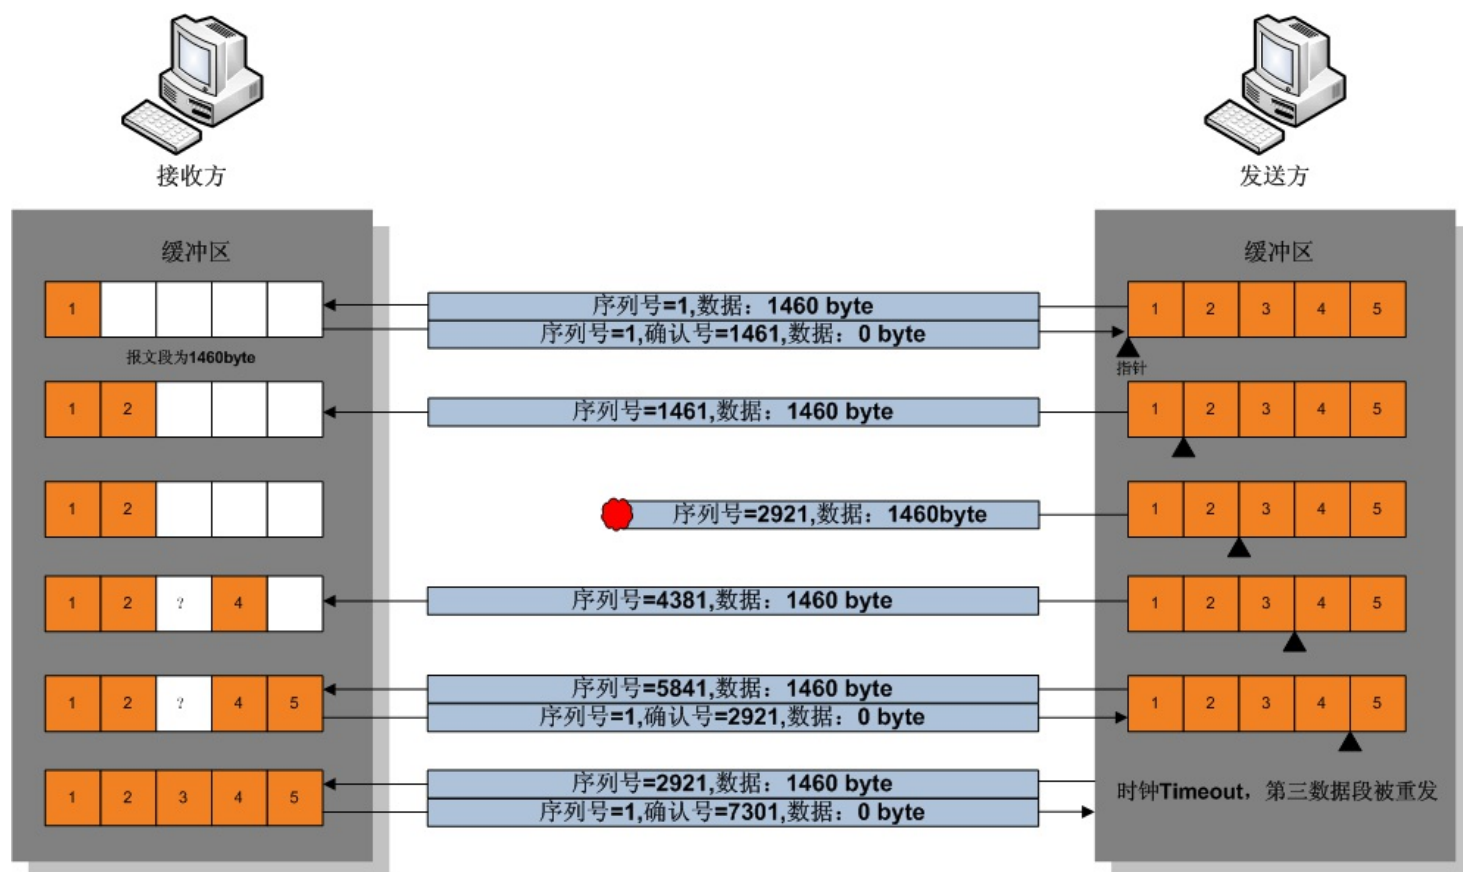 接收方
发送方
缓冲区
缓冲区
1
序列号=1,数据：1460 byte
1 2 3 4 5
序列号=1,确认号=1461,数据：0 byte
报文段为1460byte
指针
1 2
序列号=1461,数据：1460 byte
1 2 3 4 5
1 2
序列号=2921,数据：1460byte
1 2 3 4 5
1 2 ? 4
序列号=4381,数据：1460 byte
1 2 3 4 5
1 2 ? 4 5
序列号=5841,数据：1460 byte
1 2 3 4 5
序列号=1,确认号=2921,数据：0 byte
1 2 3 4 5
序列号=2921,数据：1460 byte
时钟Timeout，第三数据段被重发
序列号=1,确认号=7301,数据：0 byte